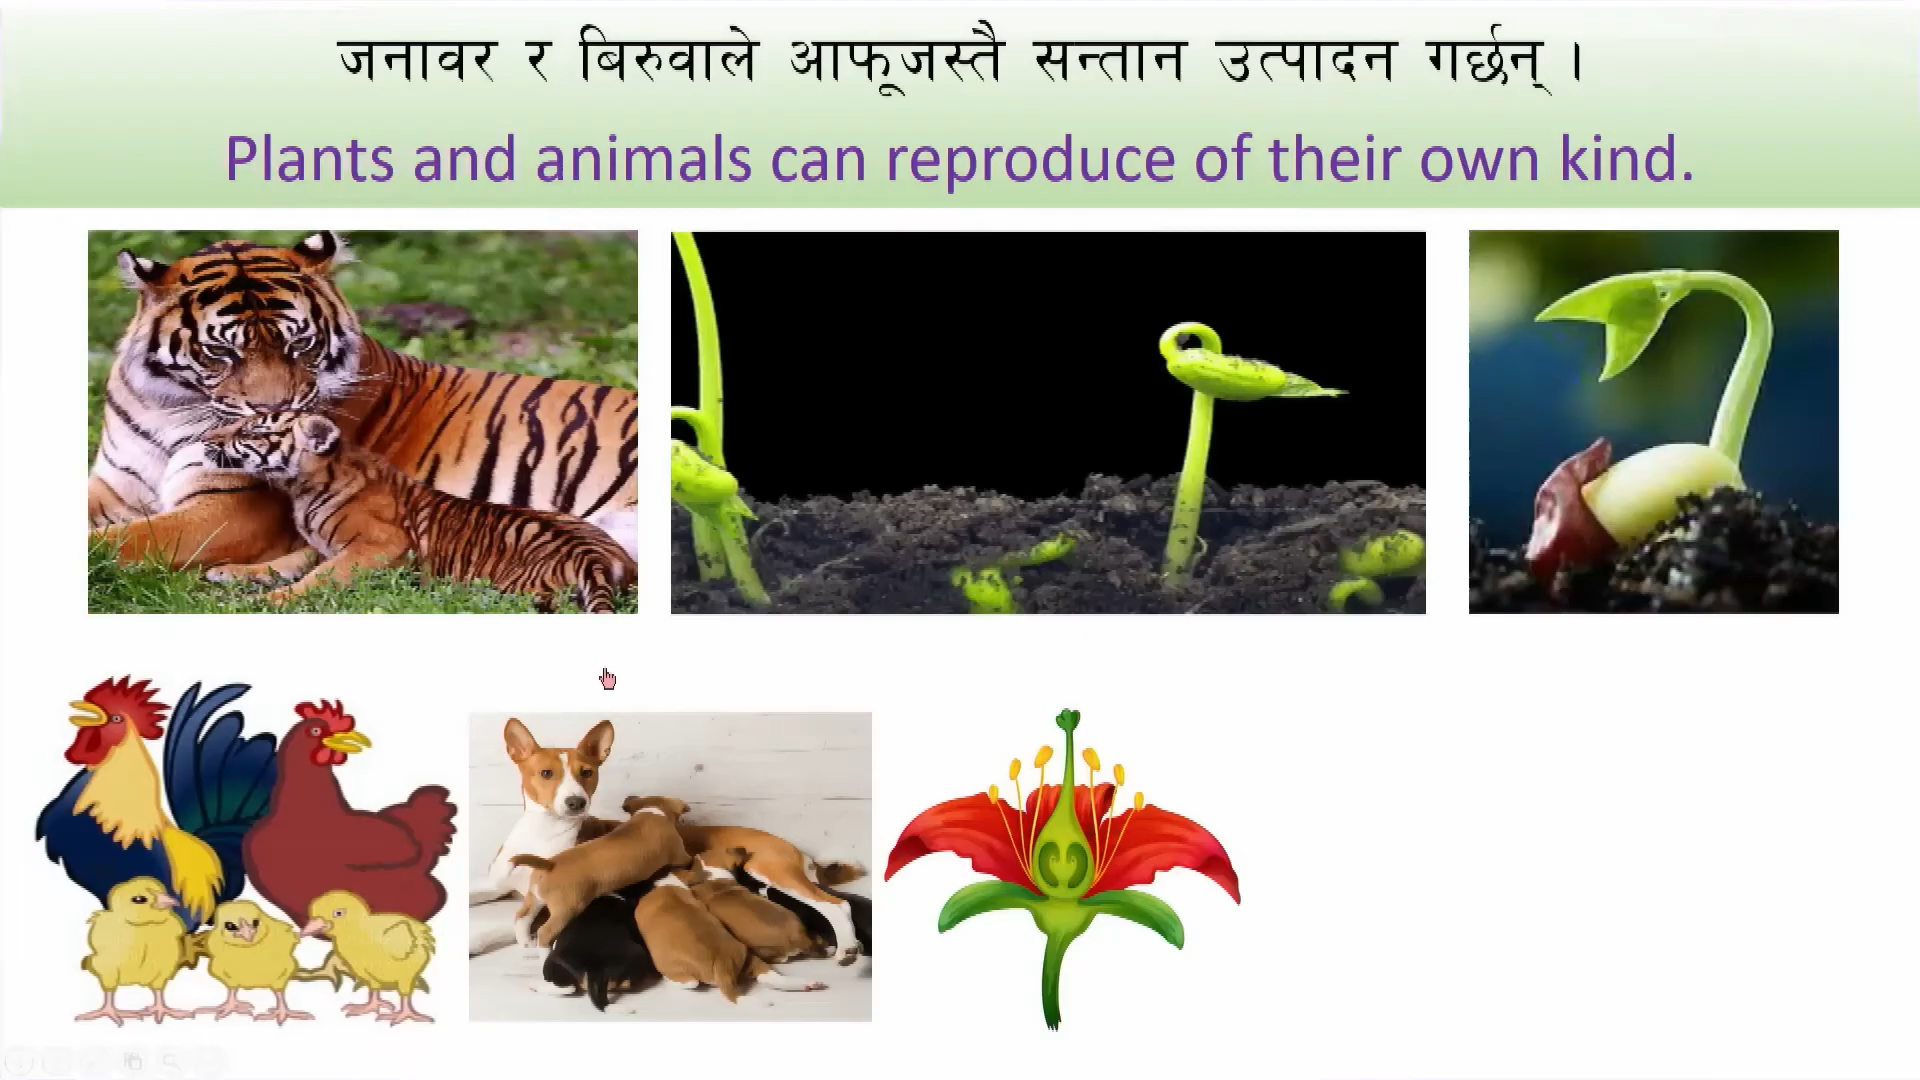 जनावर र बिरुवाले आफूजस्तै सन्तान उत्पादन गर्छन् ।
Plants and animals can reproduce of their own kind.